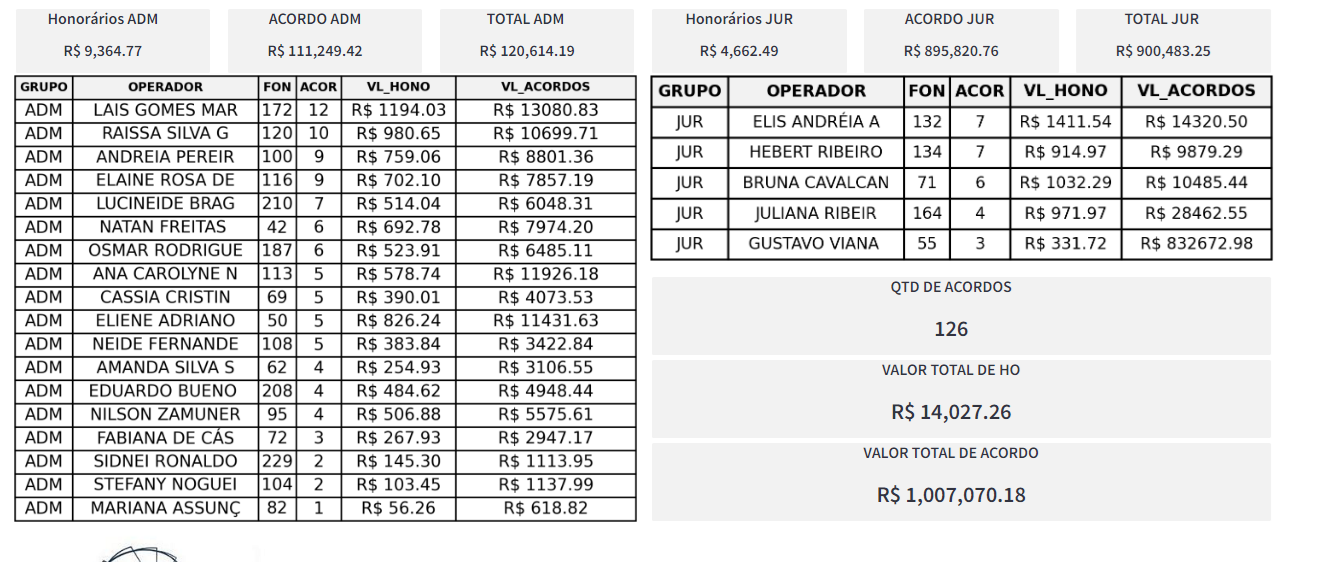 Honorários ADM
R$ 9,364.77
ACORDO ADM
R$ 111,249.42
TOTAL ADM
R$ 120,614.19
Honorários JUR
R$ 4,662.49
ACORDO JUR
R$ 895,820.76
TOTAL JUR
R$ 900,483.25
GRUPO OPERADOR FON ACOR VL_HONO VL_ACORDOS
ADM LAIS GOMES MAR 172 12 R$ 1194.03 R$ 13080.83
ADM RAISSA SILVA G 120 10 R$ 980.65 R$ 10699.71
ADM ANDREIA PEREIR 100 9 R$ 759.06 R$ 8801.36
ADM ELAINE ROSA DE 116 9 R$ 702.10 R$ 7857.19
ADM LUCINEIDE BRAG 210 7 R$ 514.04 R$ 6048.31
ADM NATAN FREITAS 42 6 R$ 692.78 R$ 7974.20
ADM OSMAR RODRIGUE 187 6 R$ 523.91 R$ 6485.11
ADM ANA CAROLYNE N 113 5 R$ 578.74 R$ 11926.18
ADM CASSIA CRISTIN 69 5 R$ 390.01 R$ 4073.53
ADM ELIENE ADRIANO 50 5 R$ 826.24 R$ 11431.63
ADM NEIDE FERNANDE 108 5 R$ 383.84 R$ 3422.84
ADM AMANDA SILVA S 62 4 R$ 254.93 R$ 3106.55
ADM EDUARDO BUENO 208 4 R$ 484.62 R$ 4948.44
ADM NILSON ZAMUNER 95 4 R$ 506.88 R$ 5575.61
ADM FABIANA DE CÁS 72 3 R$ 267.93 R$ 2947.17
ADM SIDNEI RONALDO 229 2 R$ 145.30 R$ 1113.95
ADM STEFANY NOGUEI 104 2 R$ 103.45 R$ 1137.99
ADM MARIANA ASSUNÇ 82 1 R$ 56.26 R$ 618.82
GRUPO OPERADOR FON ACOR VL_HONO VL_ACORDOS
JUR ELIS ANDRÉIA A 132 7 R$ 1411.54 R$ 14320.50
JUR HEBERT RIBEIRO 134 7 R$ 914.97 R$ 9879.29
JUR BRUNA CAVALCAN 71 6 R$ 1032.29 R$ 10485.44
JUR JULIANA RIBEIR 164 4 R$ 971.97 R$ 28462.55
JUR GUSTAVO VIANA 55 3 R$ 331.72 R$ 832672.98
QTD DE ACORDOS
126
VALOR TOTAL DE HO
R$ 14,027.26
VALOR TOTAL DE ACORDO
R$ 1,007,070.18